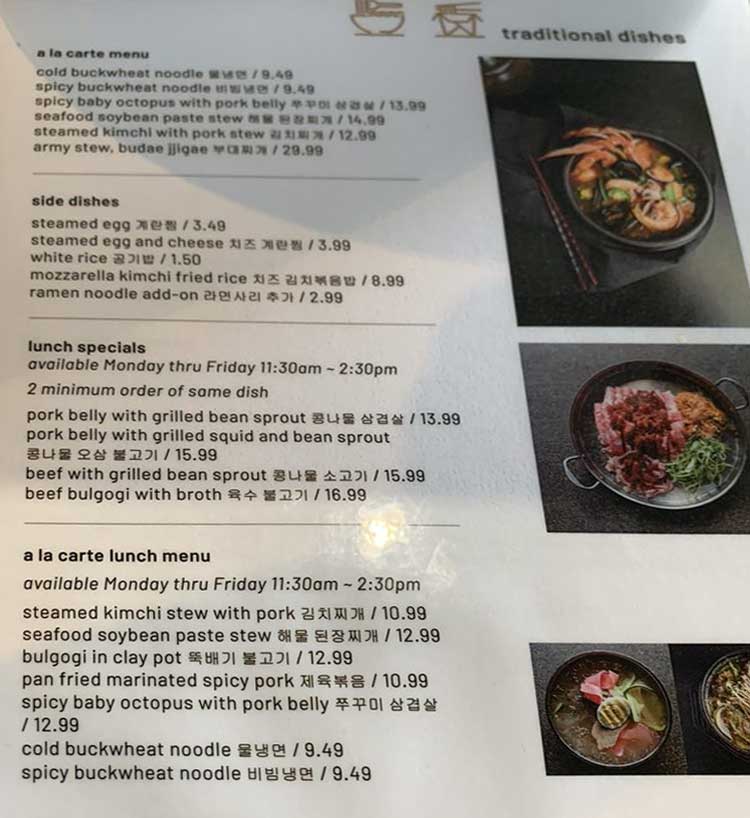 traditional dishes
a la carte menu
cold buckwheat noodle 물냉면 / 9.49
spicy buckwheat noodle 비빔냉면 / 9.49
spicy baby octopus with pork belly 쭈꾸미 삼겹살 / 13.99
seafood soybean paste stew 해물 된장찌개 / 14.99
steamed kimchi with pork stew 김치찌개 / 12.99
army stew, budae jjigae 부대찌개 / 29.99
side dishes
steamed egg 계란찜 / 3.49
steamed egg and cheese 치즈 계란찜 / 3.99
white rice 공기밥 / 1.50
mozzarella kimchi fried rice 치즈 김치볶음밥 / 8.99
ramen noodle add-on 라면사리 추가 / 2.99
lunch specials
available Monday thru Friday 11:30am ~ 2:30pm
2 minimum order of same dish
pork belly with grilled bean sprout 콩나물 삼겹살 / 13.99
pork belly with grilled squid and bean sprout
콩나물 오삼 불고기 / 15.99
beef with grilled bean sprout 콩나물 소고기 / 15.99
beef bulgogi with broth 육수 불고기 / 16.99
a la carte lunch menu
available Monday thru Friday 11:30am ~ 2:30pm
steamed kimchi stew with pork 김치찌개 / 10.99
seafood soybean paste stew 해물 된장찌개 / 12.99
bulgogi in clay pot 뚝배기 불고기 / 12.99
pan fried marinated spicy pork 제육볶음 / 10.99
spicy baby octopus with pork belly 쭈꾸미 삼겹살
/ 12.99
cold buckwheat noodle 물냉면 / 9.49
spicy buckwheat noodle 비빔냉면 / 9.49